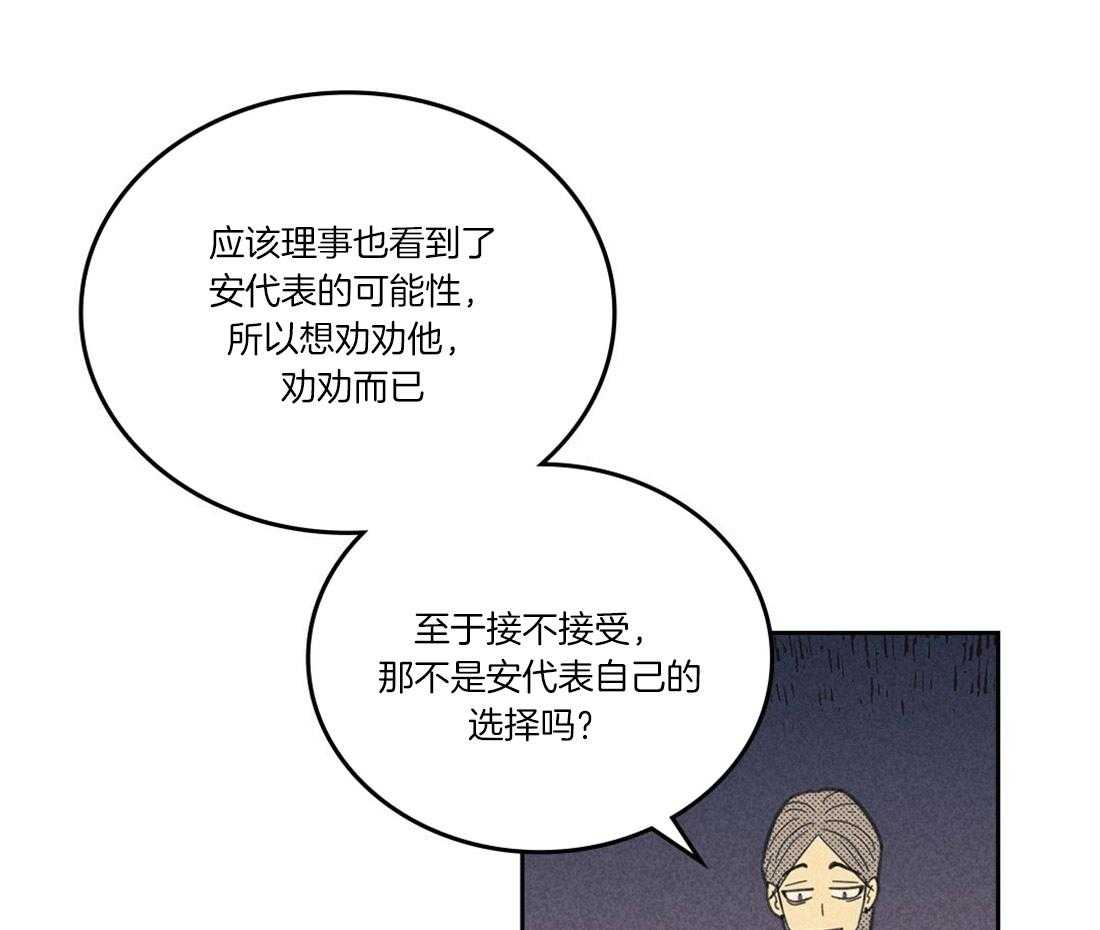 应该理事也看到了
安代表的可能性，
所以想劝劝他，
劝劝而已
至于接不接受，
那不是安代表自己的
选择吗？